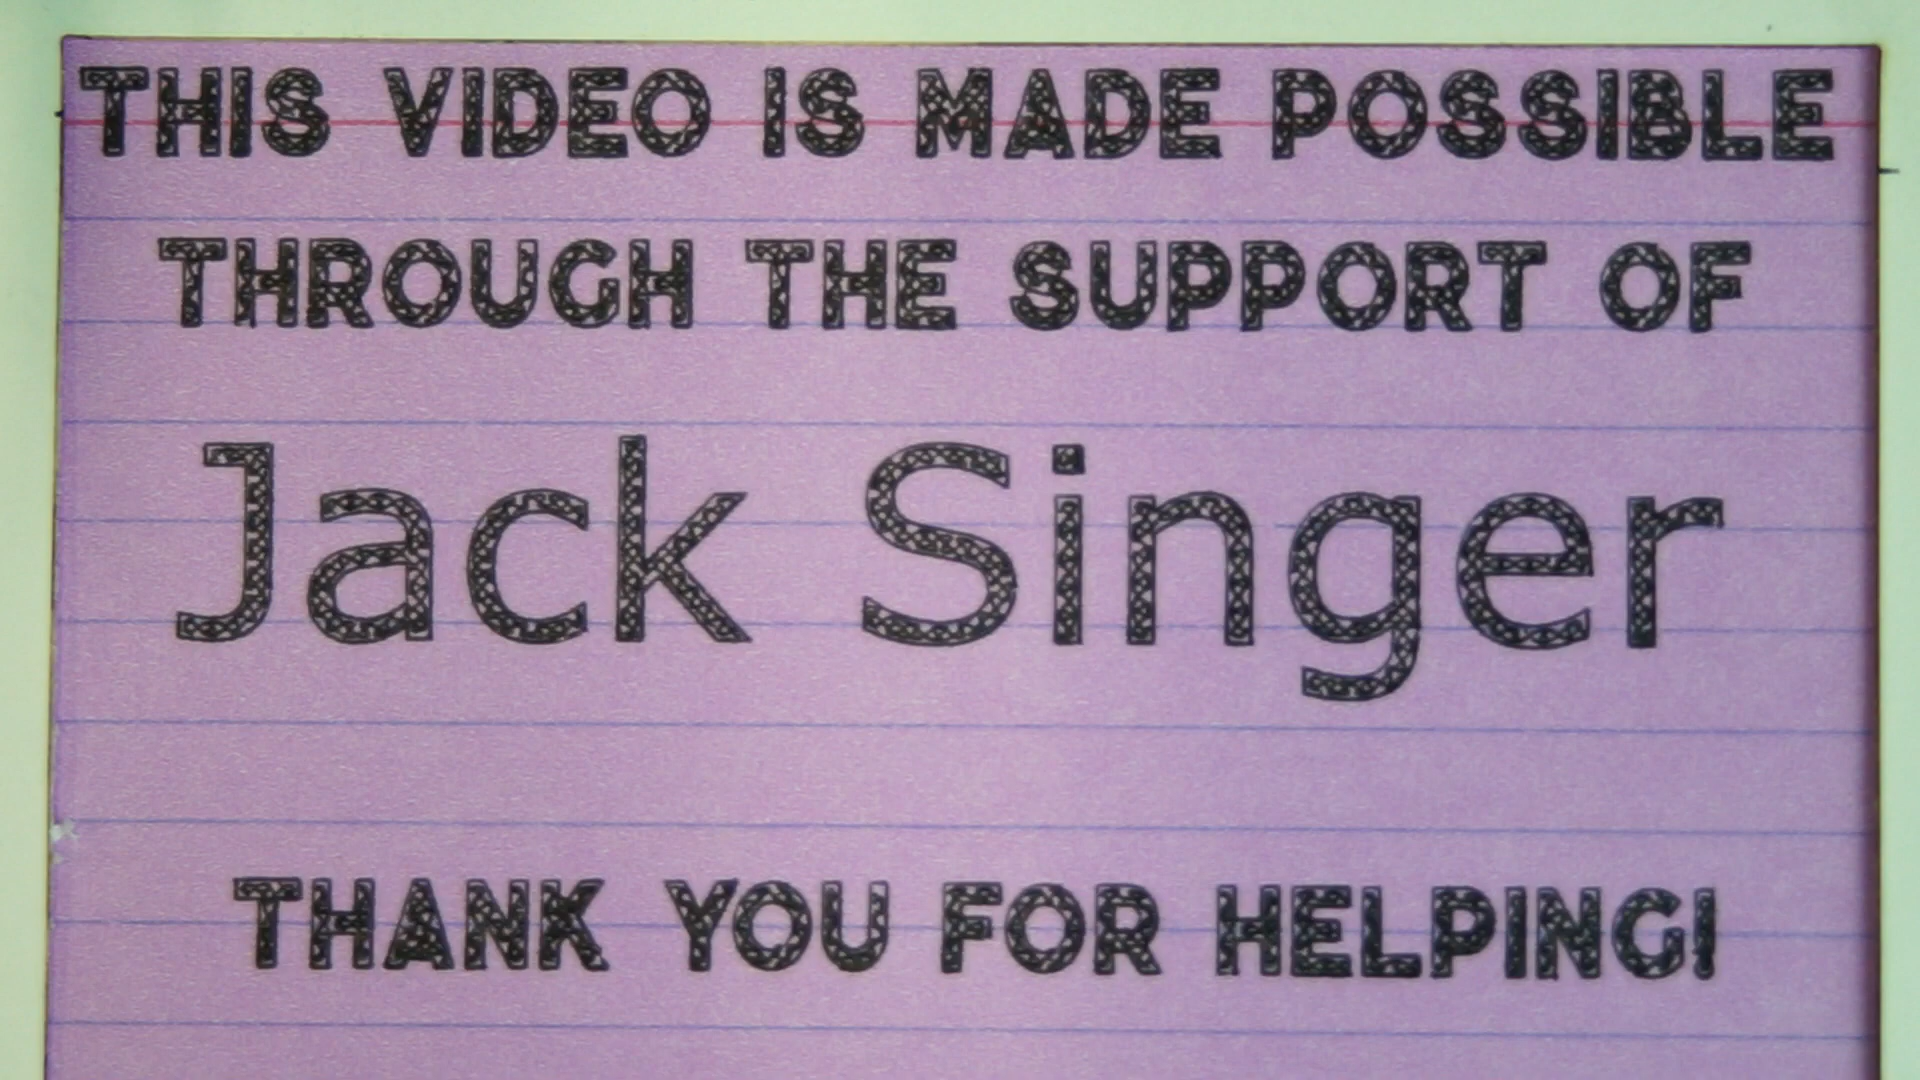 THIS VIDEO IS MADE POSSIBLE
THROUGH THE SUPPORT OF
Jack Singer
THANK YOU FOR HELPING!